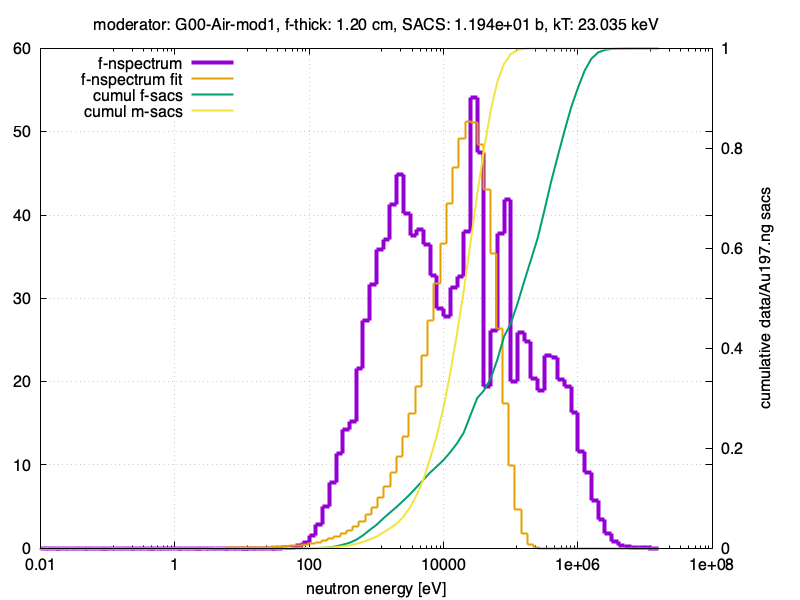 moderator: G00-Air-mod1, f-thick: 1.20 cm, SACS: 1.194e+01 b, kT: 23.035 keV
f-nspectrum
f-nspectrum fit
cumul f-sacs
cumul m-sacs
60
50
40
30
20
10
0
1
0.8
0.6
0.4
0.2
0
cumulative data/Au197.ng sacs
0.01
1
100
10000
1e+06
1e+08
neutron energy [eV]